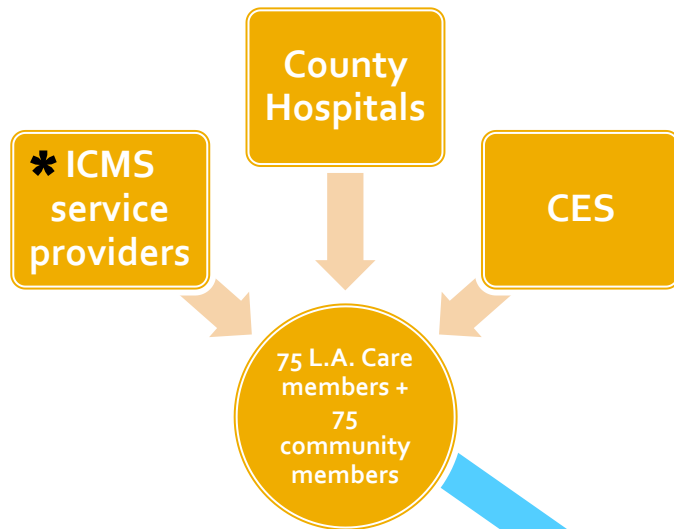 County
Hospitals
* ICMS
service
providers
CES
75 L.A. Care
members +
75
community
members